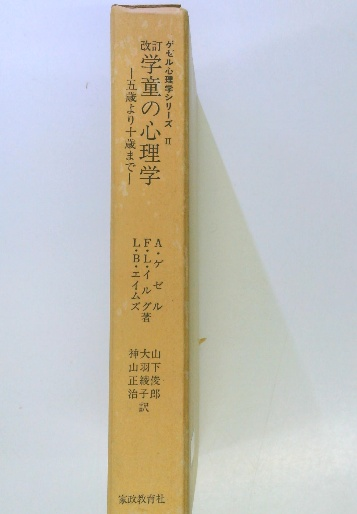 ゲゼル心理学シリーズ II
改訂 学童の心理学
—五歳より十歳まで—
A・ゲゼル
F・L・イルグ著
L・B・エイムズ
山下俊郎
大羽綾子訳
神山正治
家政教育社